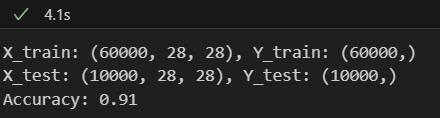 4.1s
X_train: (60000, 28, 28), Y_train: (60000,)
X_test: (10000, 28, 28), Y_test: (10000,)
Accuracy: 0.91